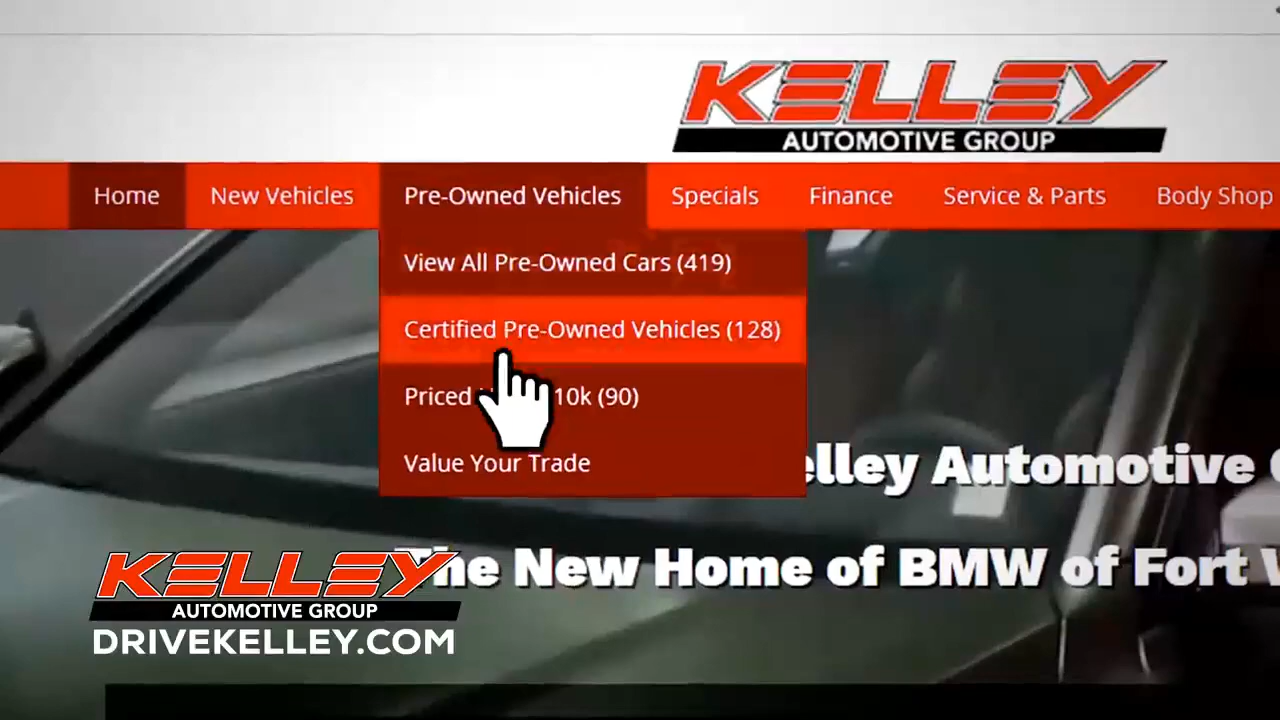 KELLEY
AUTOMOTIVE GROUP
Home New Vehicles Pre-Owned Vehicles Specials Finance Service & Parts Body Shop
View All Pre-Owned Cars (419)
Certified Pre-Owned Vehicles (128)
Priced 10k (90)
Value Your Trade
elley Automotive
The New Home of BMW of Fort
KELLEY
AUTOMOTIVE GROUP
DRIVEKELLEY.COM